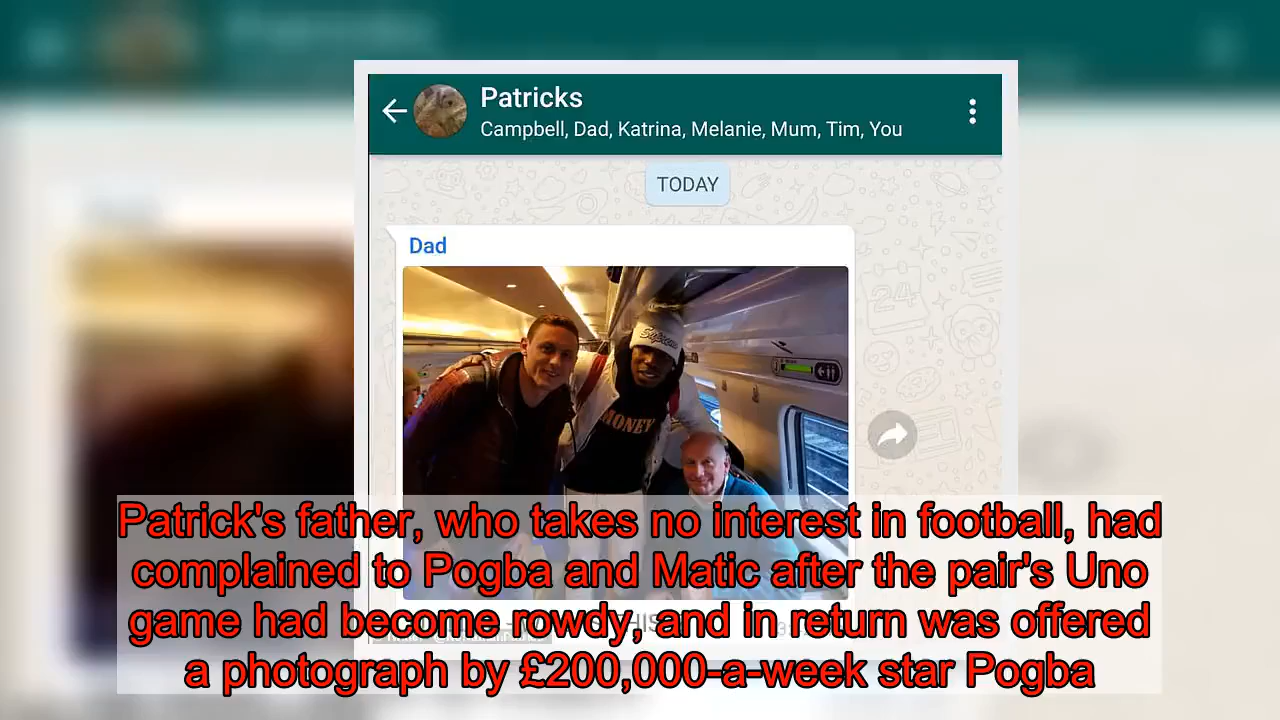 Patricks
Campbell, Dad, Katrina, Melanie, Mum, Tim, You
TODAY
Dad
24
Supreme
MONEY
Patrick's father, who takes no interest in football, had
complained to Pogba and Matic after the pair's Uno
game had become rowdy, and in return was offered
a photograph by £200,000-a-week star Pogba